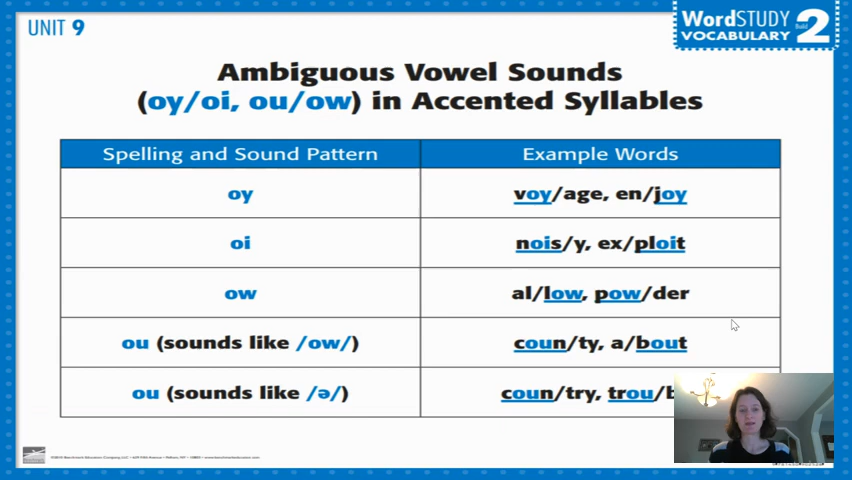 UNIT 9
WordSTUDY
VOCABULARY Build 2
Ambiguous Vowel Sounds
(oy/oi, ou/ow) in Accented Syllables
Spelling and Sound Pattern Example Words
oy voy/age, en/joy
oi nois/y, ex/ploit
ow al/low, pow/der
ou (sounds like /ow/) coun/ty, a/bout
ou (sounds like /ə/) coun/try, trou/b